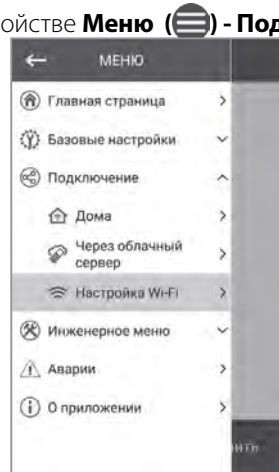 ойстве Меню ( ) - Под
МЕНЮ
Главная страница
Базовые настройки
Подключение
Дома
Через облачный
сервер
Настройка Wi-Fi
Инженерное меню
Аварии
О приложении
ить